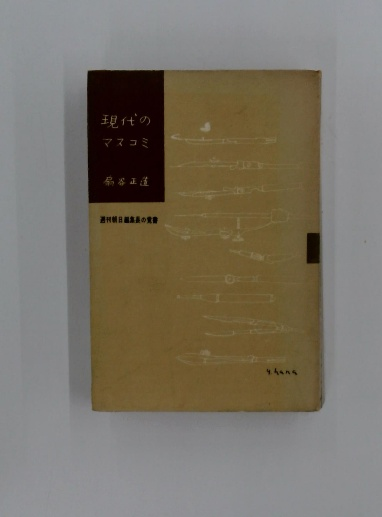 現代の
マスコミ
扇谷正造
週刊朝日編集長の覚書
y. hana